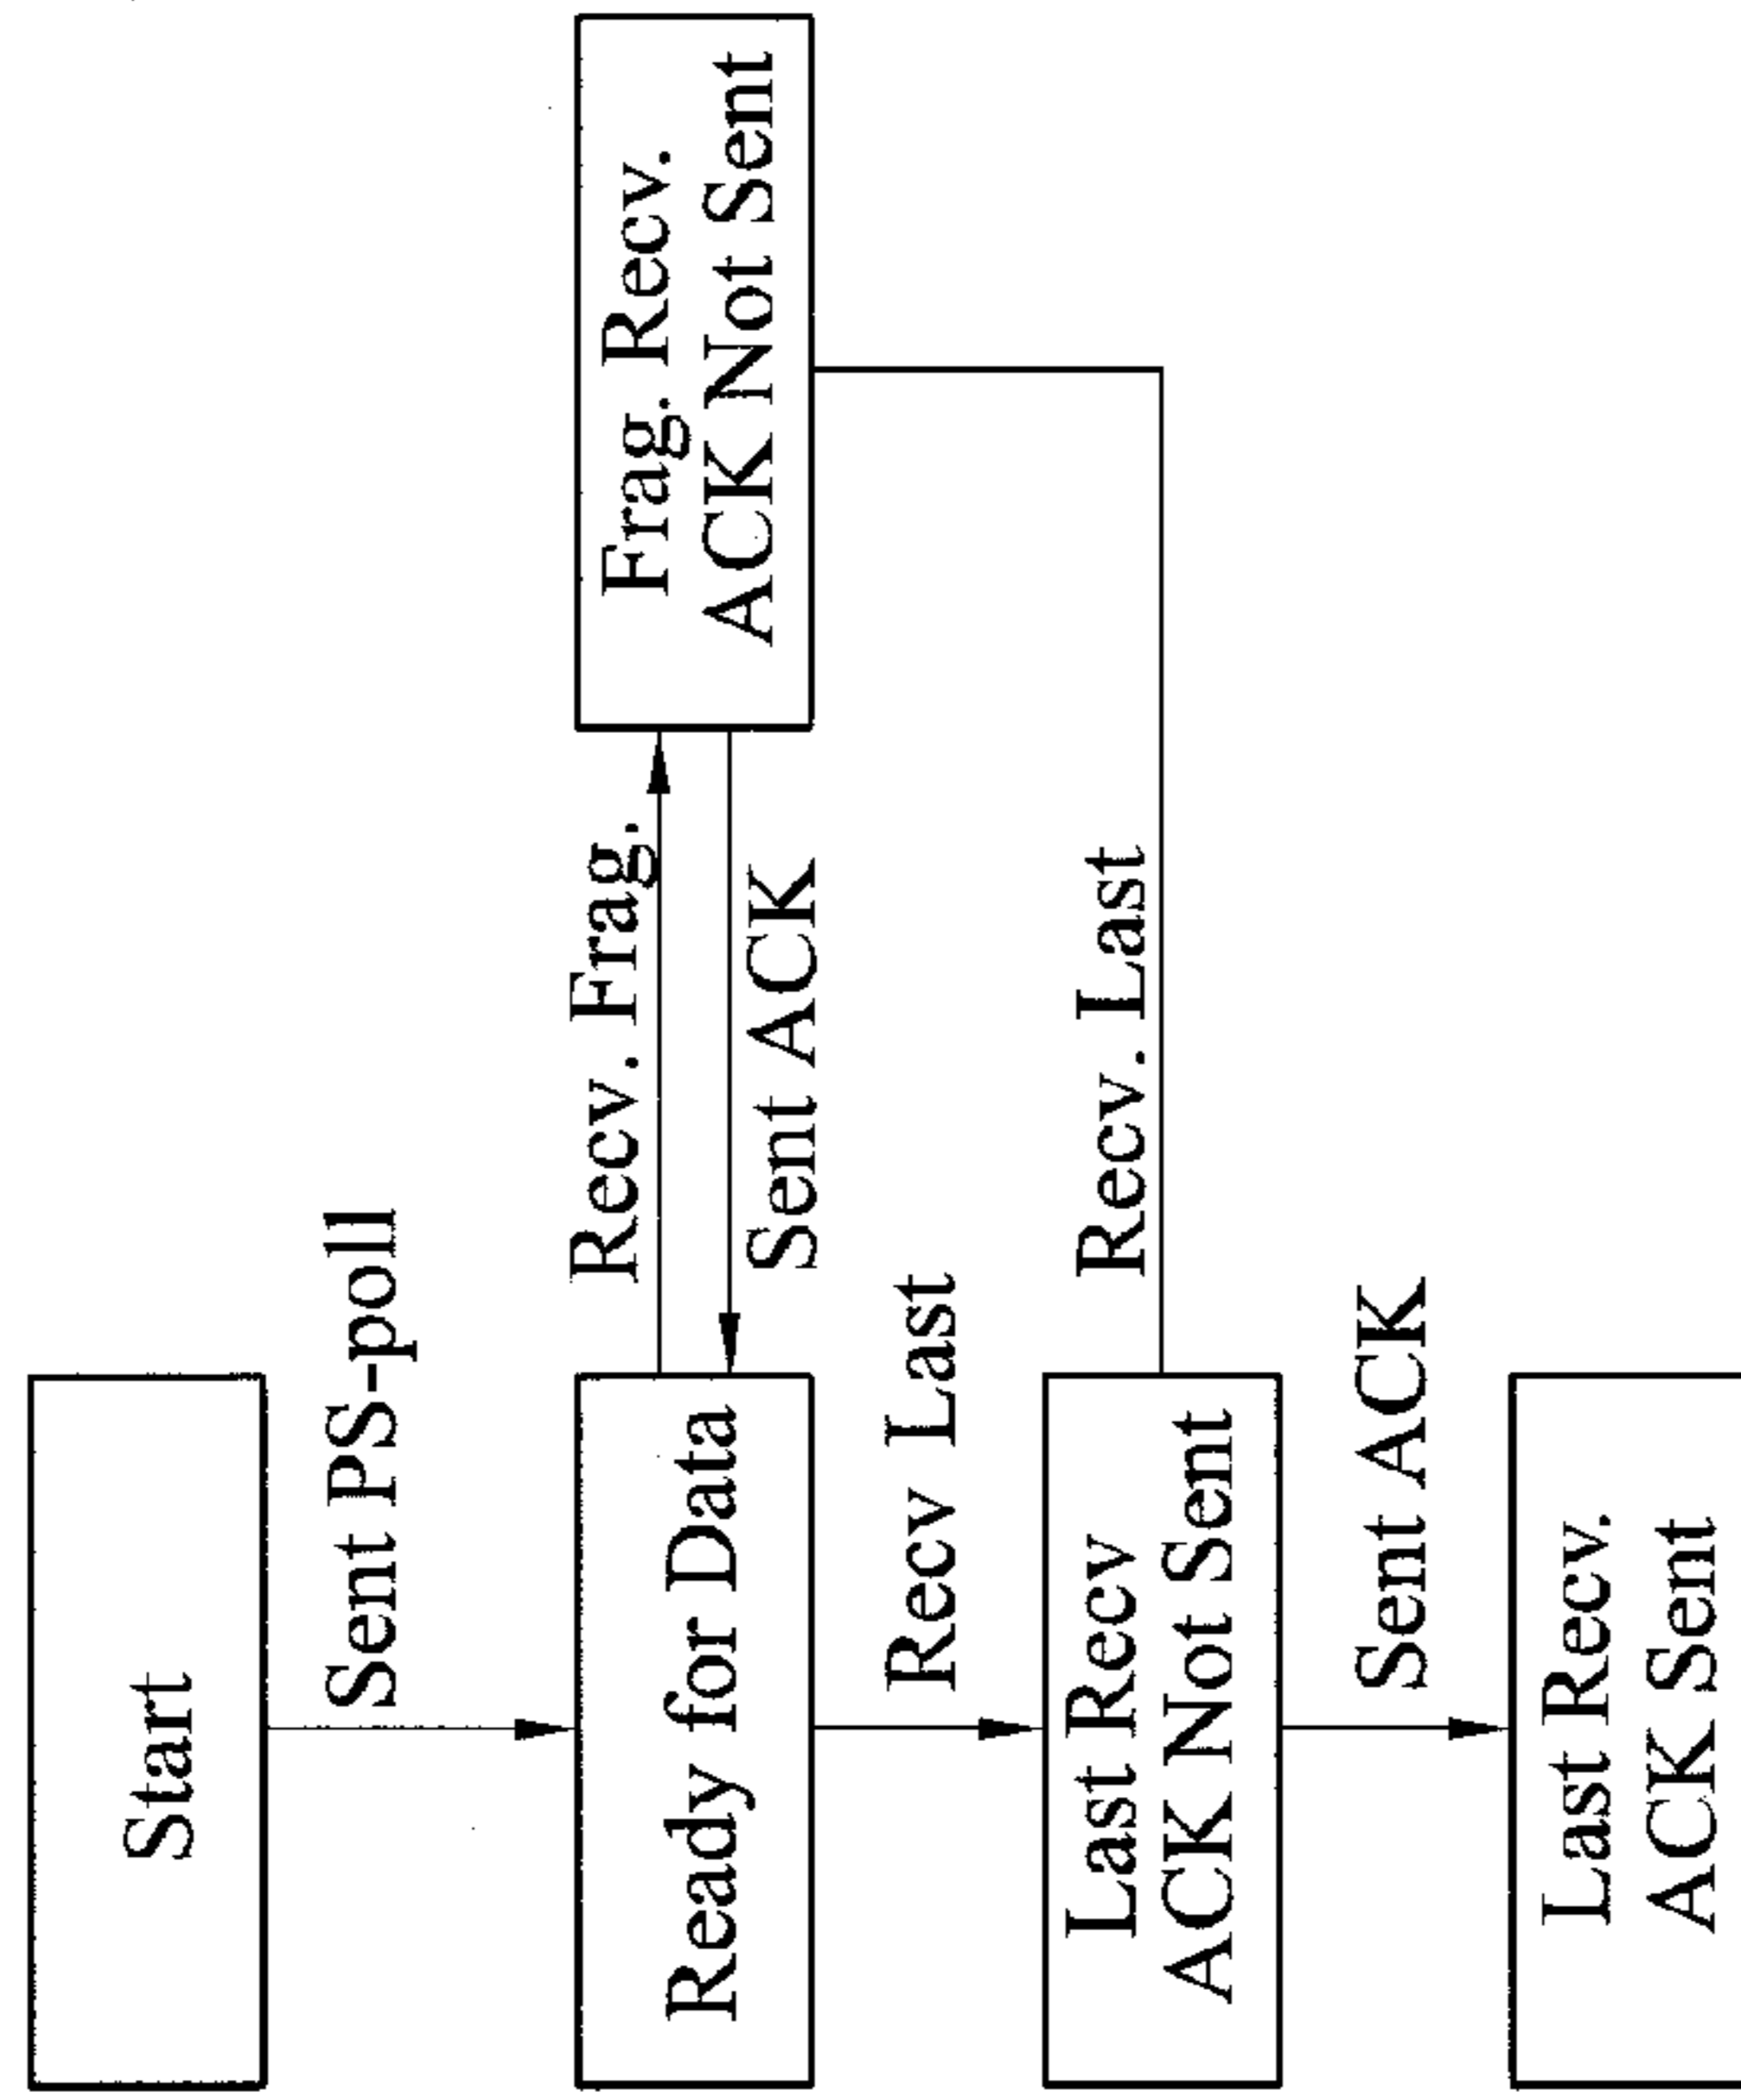 Start
Sent PS-poll
Ready for Data
Recv. Frag.
Sent ACK
Frag. Recv.
ACK Not Sent
Recv Last
Recv. Last
Last Recv
ACK Not Sent
Sent ACK
Last Recv.
ACK Sent